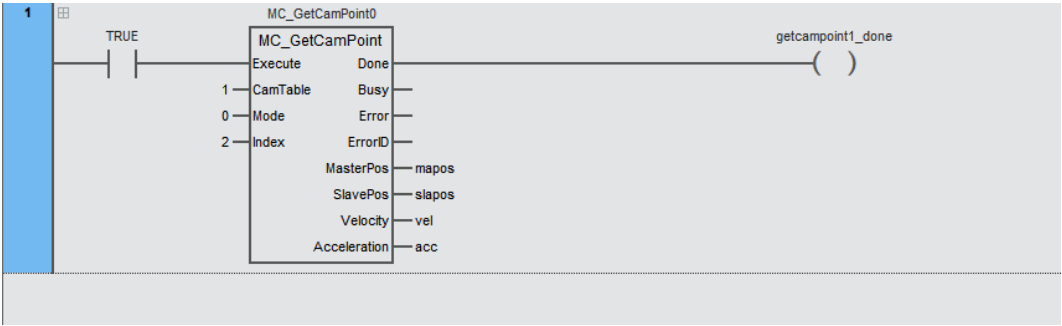 1
MC_GetCamPoint0
TRUE
MC_GetCamPoint
getcampoint1_done
Execute Done
1 CamTable Busy
0 Mode Error
2 Index ErrorID
MasterPos mapos
SlavePos slapos
Velocity vel
Acceleration acc